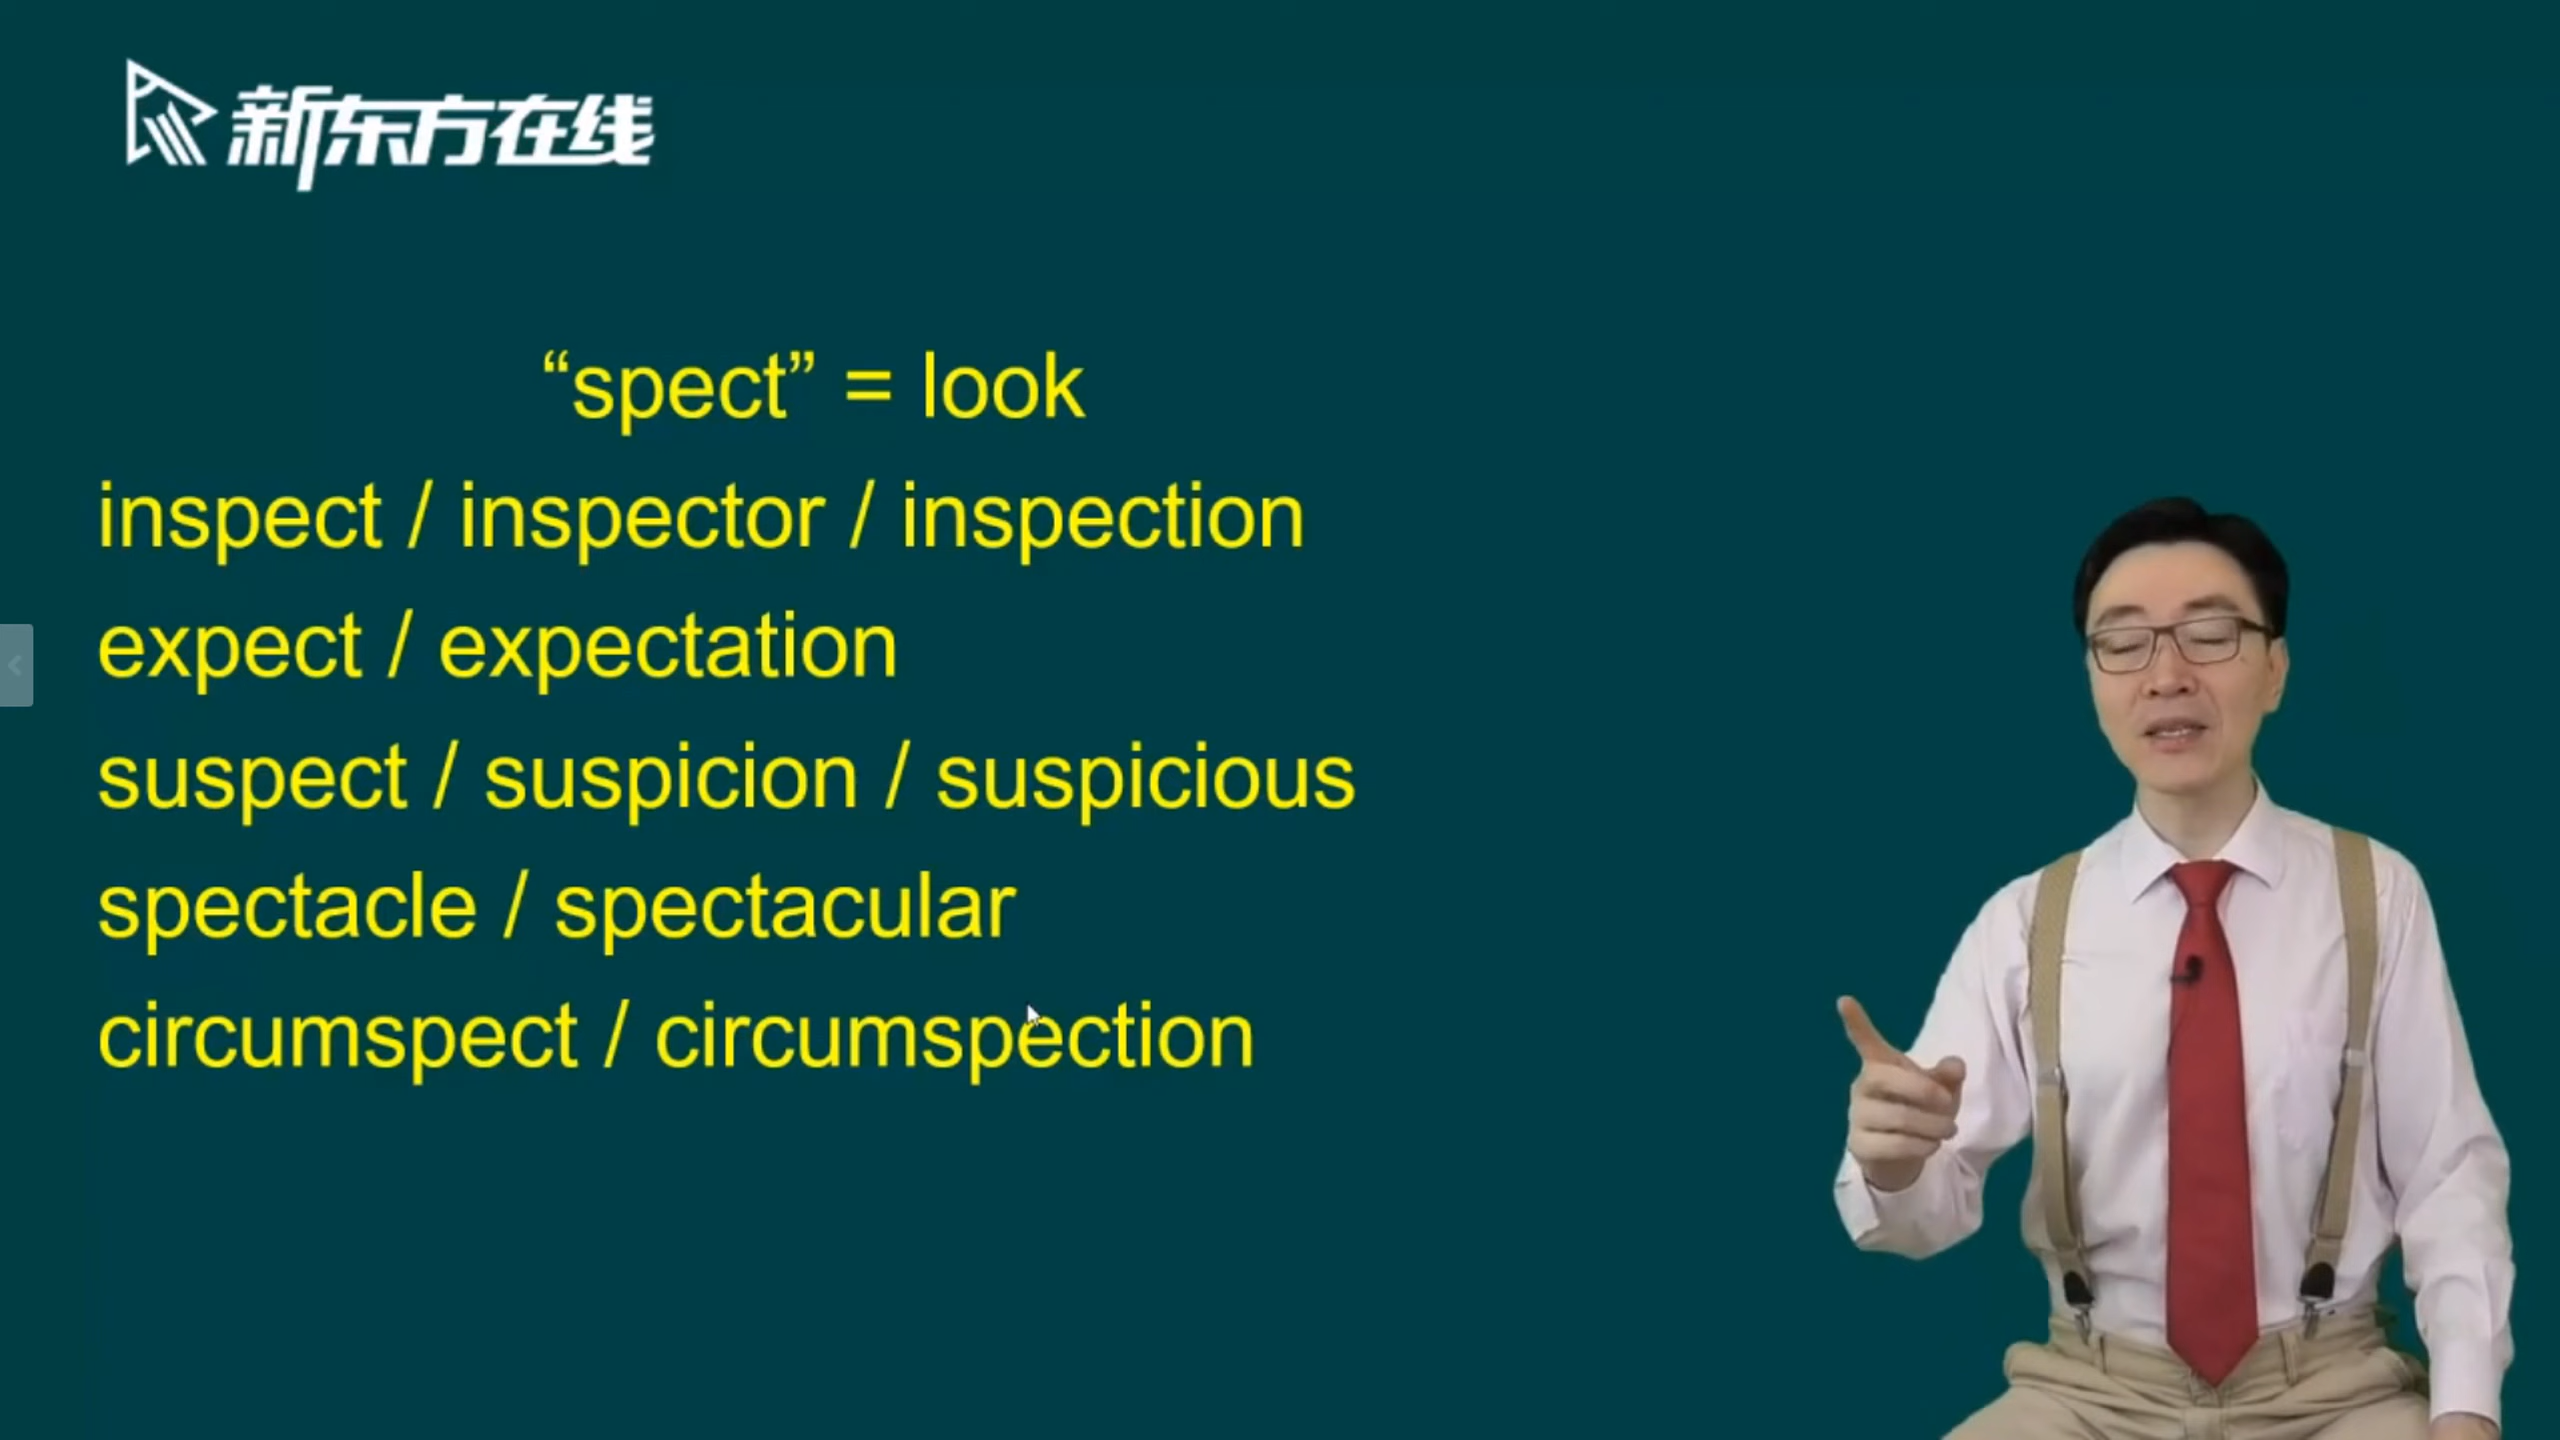 新东方在线
“spect” = look
inspect / inspector / inspection
expect / expectation
suspect / suspicion / suspicious
spectacle / spectacular
circumspect / circumspection